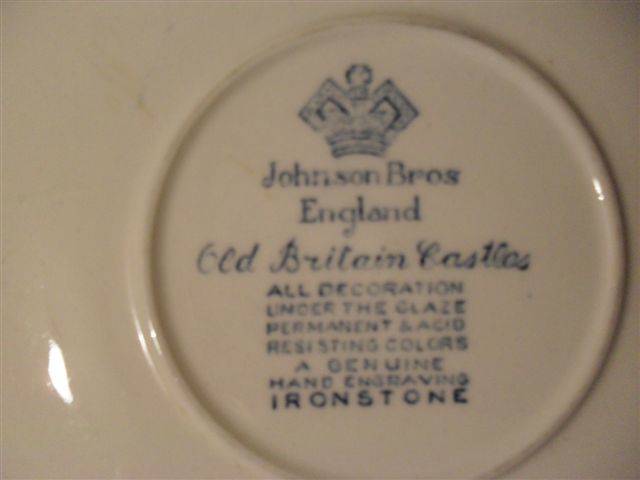 Johnson Bros
England
Old Britain Castles
ALL DECORATION
UNDER THE GLAZE
PERMANENT & ACID
RESISTING COLORS
A GENUINE
HAND ENGRAVING
IRONSTONE